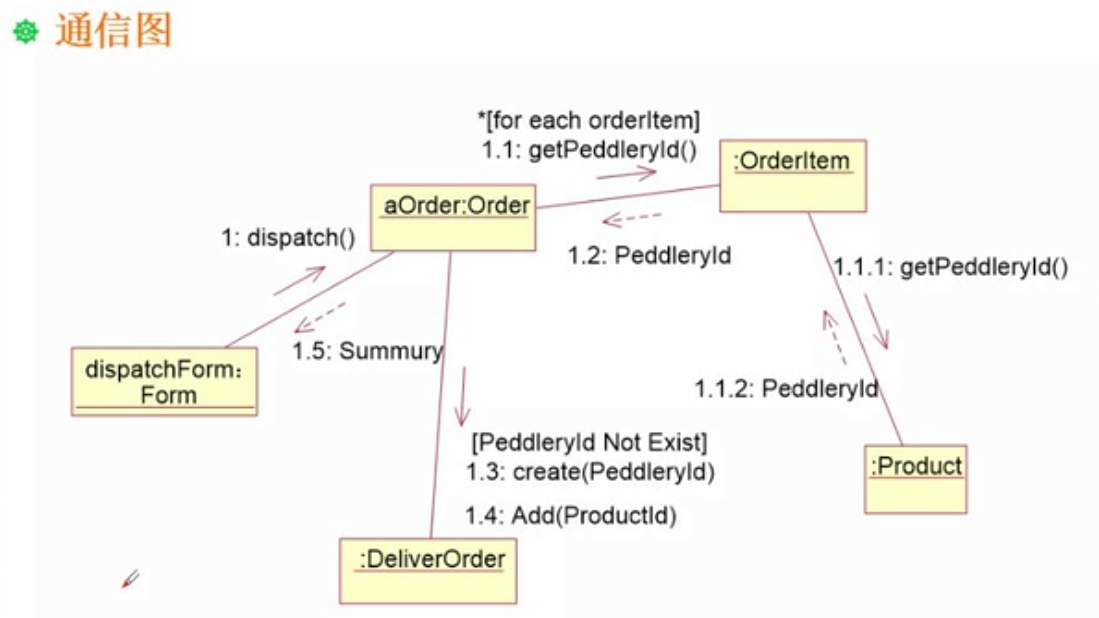 通信图
*[for each orderItem]
1.1: getPeddleryId()
:OrderItem
aOrder:Order
1: dispatch()
1.2: PeddleryId
1.1.1: getPeddleryId()
dispatchForm:
Form
1.5: Summury
1.1.2: PeddleryId
[PeddleryId Not Exist]
1.3: create(PeddleryId)
:Product
1.4: Add(ProductId)
:DeliverOrder